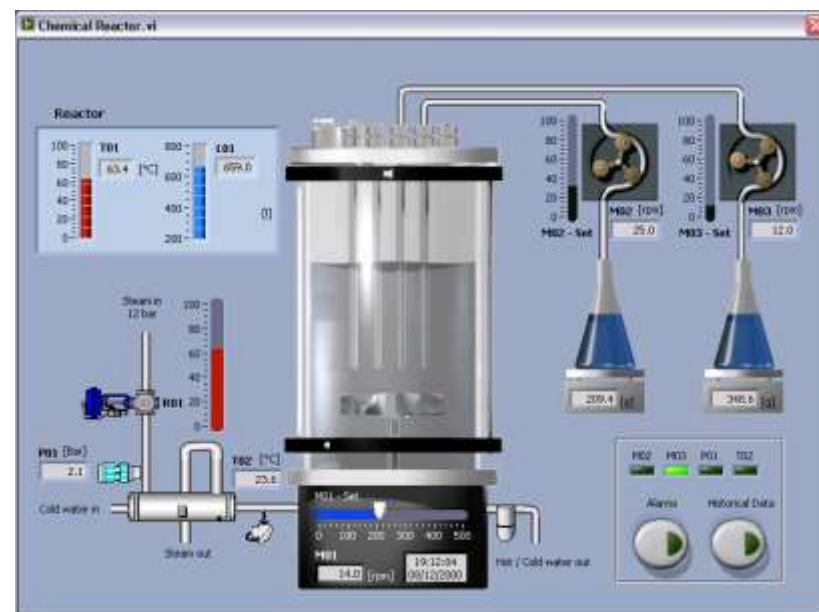 Chemical Reactor.vi
Reactor
100
80
60
40
20
0
T01
63.4 [°C]
800
400
200
L01
659.0
[l]
100
80
60
40
20
0
M02 [rpm]
M02 - Set
25.0
100
80
60
40
20
0
M03 [rpm]
M03 - Set
12.0
Steam in
12 bar
100
80
60
40
20
0
R01
209.4 [g]
348.6 [g]
P01 [Bar]
2.1
T02 [°C]
Cold water in
Steam out
M01 - Set
0 100 200 300 400 500
M01
14.0 [rpm]
19:12:04
Hot / Cold water out
M02 M03 P01 T02
Alarms Historical Data